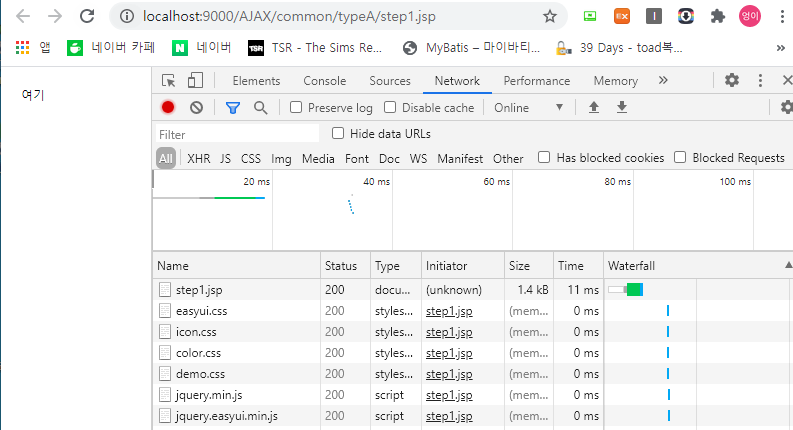 localhost:9000/AJAX/common/typeA/step1.jsp
엉이
앱 네이버 카페 네이버 TSR - The Sims Re... MyBatis – 마이바티... 39 Days - toad복...
여기
Elements Console Sources Network Performance Memory
Preserve log Disable cache Online
Filter Hide data URLs
All XHR JS CSS Img Media Font Doc WS Manifest Other Has blocked cookies Blocked Requests
20 ms 40 ms 60 ms 80 ms 100 ms
Name Status Type Initiator Size Time Waterfall
step1.jsp 200 docu... (unknown) 1.4 kB 11 ms
easyui.css 200 styles... step1.jsp (mem... 0 ms
icon.css 200 styles... step1.jsp (mem... 0 ms
color.css 200 styles... step1.jsp (mem... 0 ms
demo.css 200 styles... step1.jsp (mem... 0 ms
jquery.min.js 200 script step1.jsp (mem... 0 ms
jquery.easyui.min.js 200 script step1.jsp (mem... 0 ms